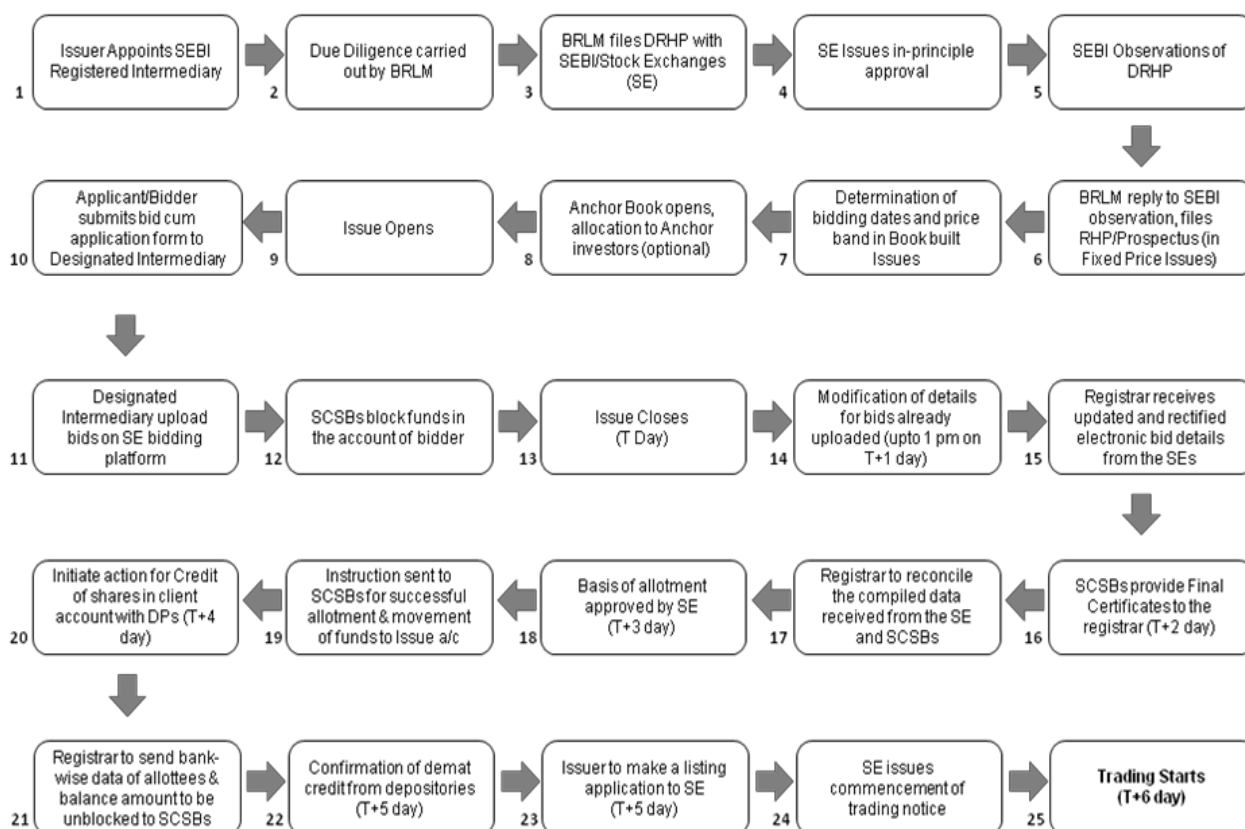 Issuer Appoints SEBI
Registered Intermediary
1
Due Diligence carried
out by BRLM
2
BRLM files DRHP with
SEBI/Stock Exchanges
(SE)
3
SE Issues in-principle
approval
4
SEBI Observations of
DRHP
5
BRLM reply to SEBI
observation, files
RHP/Prospectus (in
Fixed Price Issues)
6
Determination of
bidding dates and price
band in Book built
Issues
7
Anchor Book opens,
allocation to Anchor
investors (optional)
8
Issue Opens
9
Applicant/Bidder
submits bid cum
application form to
Designated Intermediary
10
Designated
Intermediary upload
bids on SE bidding
platform
11
SCSBs block funds in
the account of bidder
12
Issue Closes
(T Day)
13
Modification of details
for bids already
uploaded (upto 1 pm on
T+1 day)
14
Registrar receives
updated and rectified
electronic bid details
from the SEs
15
SCSBs provide Final
Certificates to the
registrar (T+2 day)
16
Registrar to reconcile
the compiled data
received from the SE
and SCSBs
17
Basis of allotment
approved by SE
(T+3 day)
18
Instruction sent to
SCSBs for successful
allotment & movement
of funds to Issue a/c
19
Initiate action for Credit
of shares in client
account with DPs (T+4
day)
20
Registrar to send bank-
wise data of allottees &
balance amount to be
unblocked to SCSBs
21
Confirmation of demat
credit from depositories
(T+5 day)
22
Issuer to make a listing
application to SE
(T+5 day)
23
SE issues
commencement of
trading notice
24
Trading Starts
(T+6 day)
25